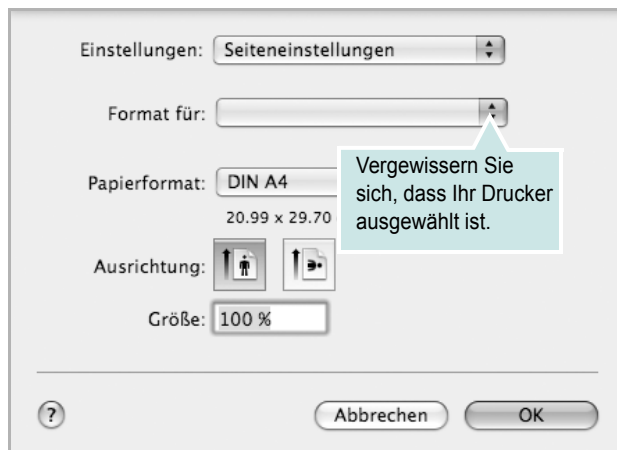 Einstellungen: Seiteneinstellungen
Format für:
Vergewissern Sie
sich, dass Ihr Drucker
ausgewählt ist.
Papierformat: DIN A4
20.99 x 29.70
Ausrichtung:
Größe: 100 %
? Abbrechen OK